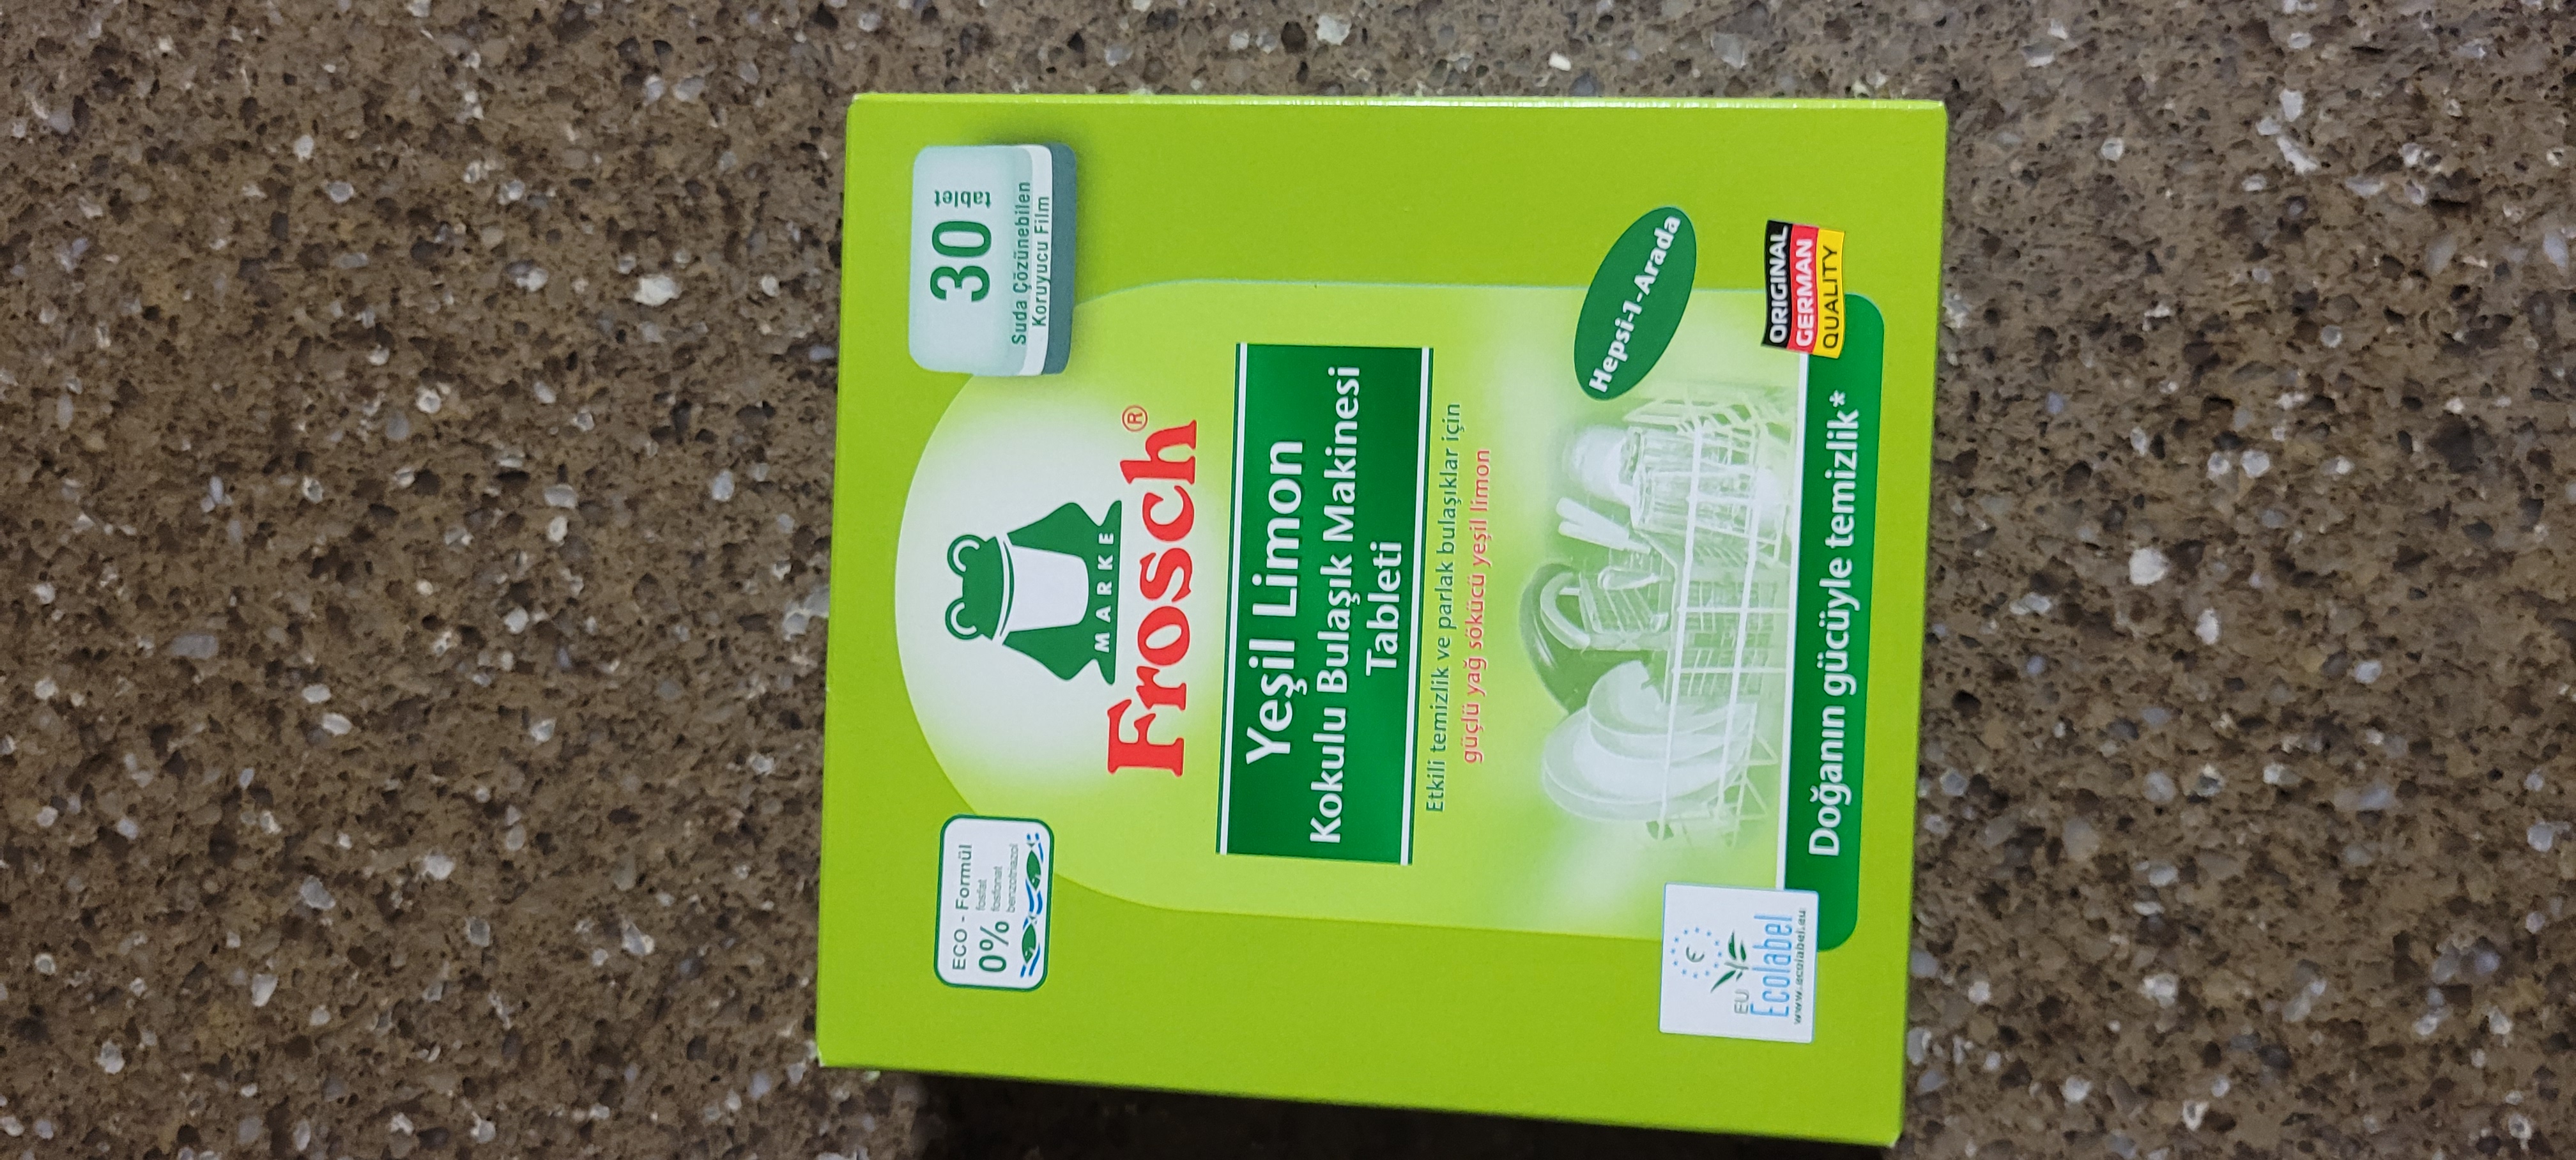 ECO - Formül
0% fosfat
fosfonat
benzotriazol
30 tablet
Suda Çözünebilen
Koruyucu Film
MARKE
Frosch®
Yeşil Limon
Kokulu Bulaşık Makinesi
Tableti
Etkili temizlik ve parlak bulaşıklar için
güçlü yağ sökücü yeşil limon
Hepsi-1-Arada
ORIGINAL
GERMAN
QUALITY
Doğanın gücüyle temizlik*
EU
Ecolabel
www.ecolabel.eu